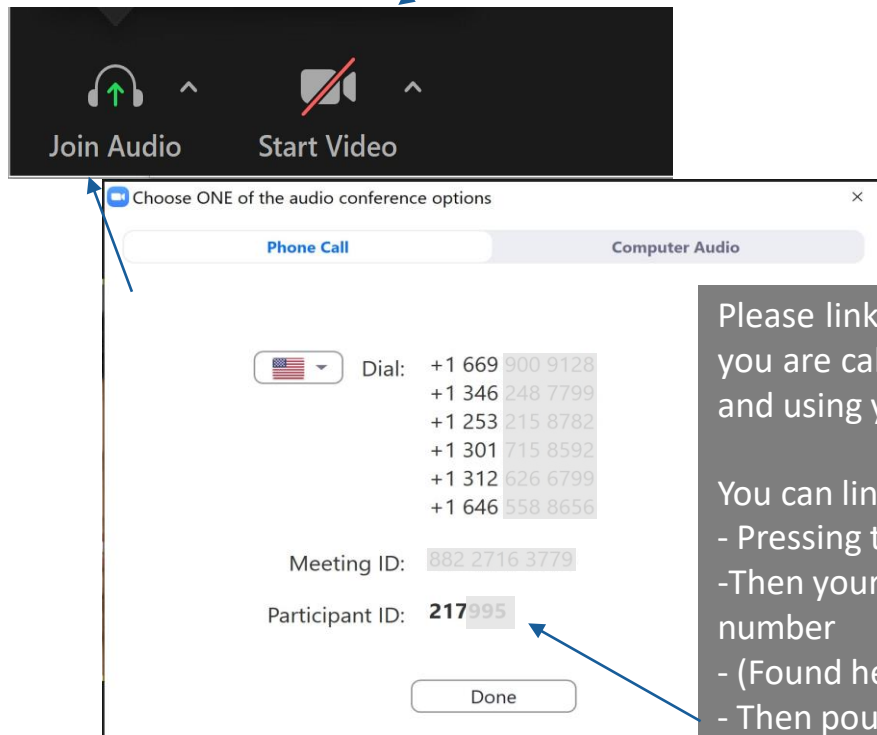 Join Audio
Start Video
Choose ONE of the audio conference options
Phone Call
Computer Audio
Dial: +1 669 900 9128
+1 346 248 7799
+1 253 215 8782
+1 301 715 8592
+1 312 626 6799
+1 646 558 8656
Meeting ID: 882 2716 3779
Participant ID: 217995
Done
Please link
you are cal
and using y
You can lin
- Pressing t
-Then your
number
- (Found he
- Then pou